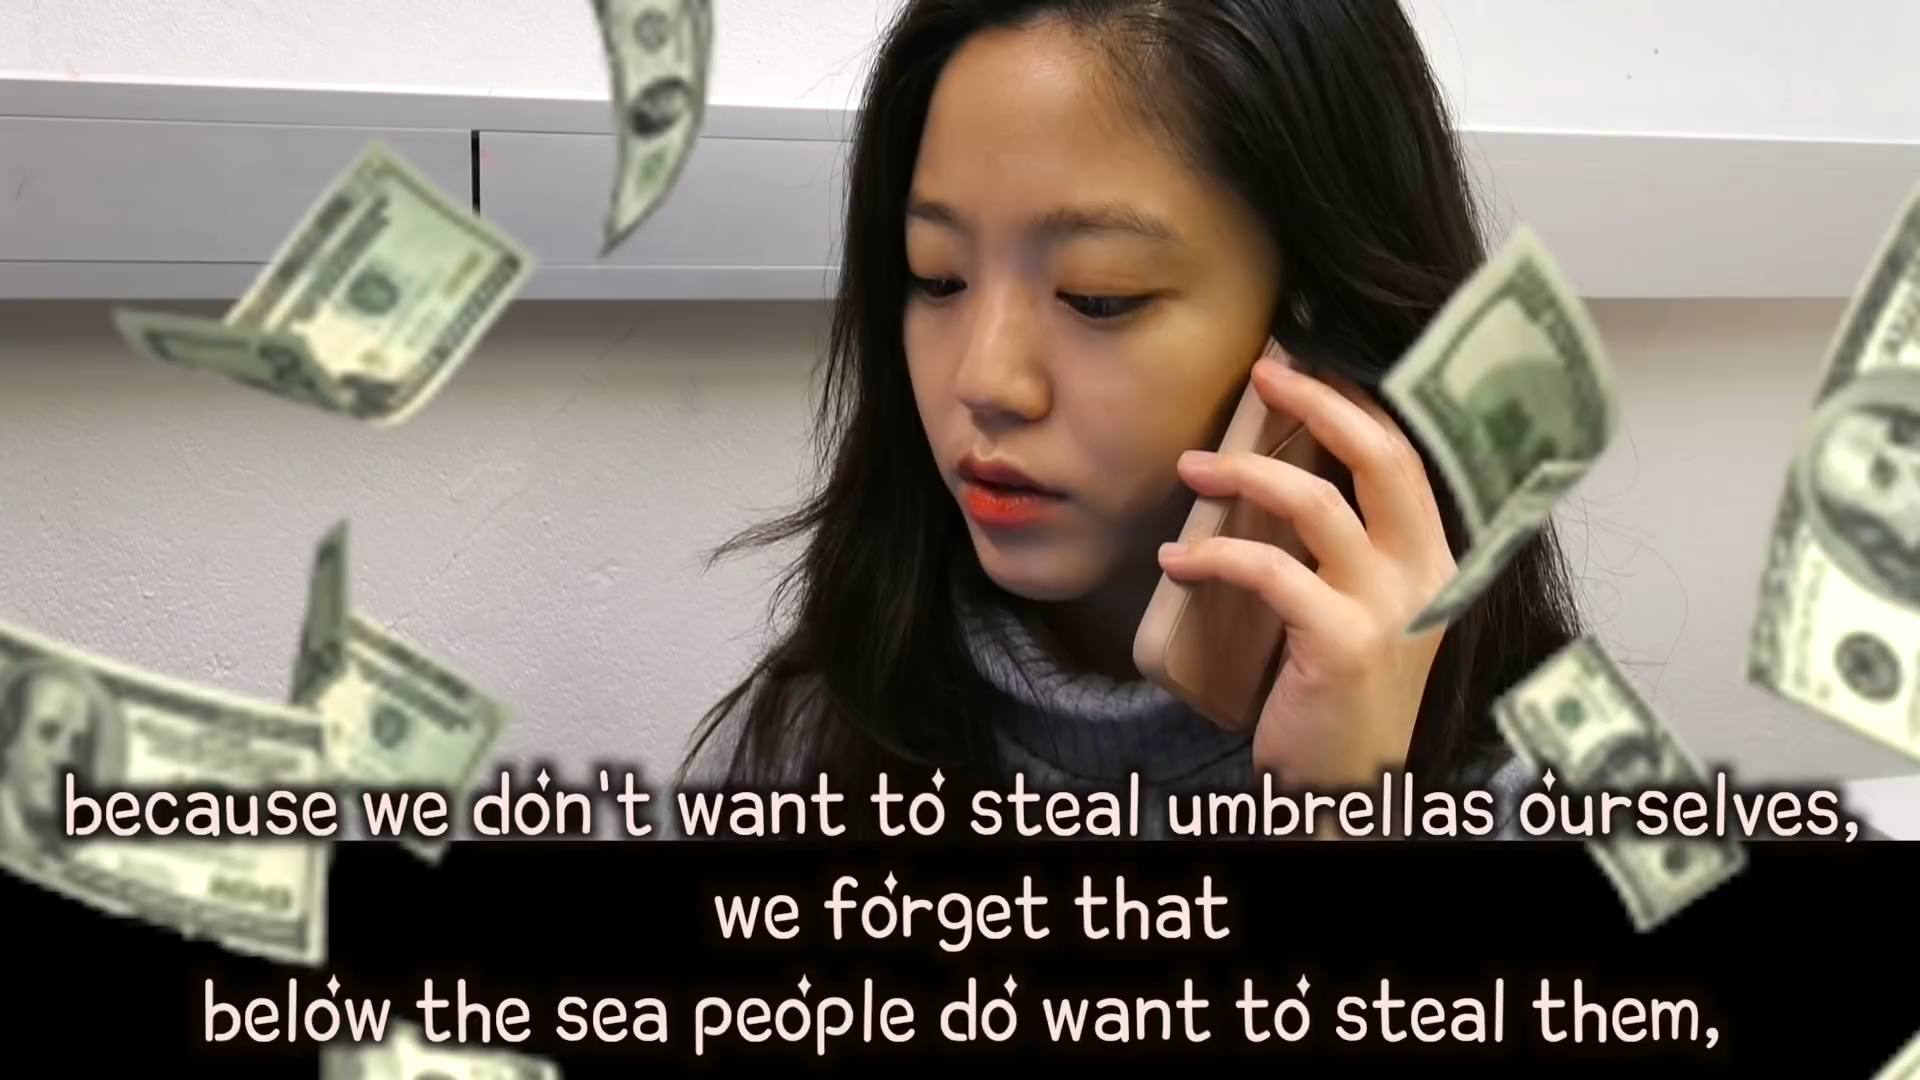 because we don't want to steal umbrellas ourselves,
we forget that
below the sea people do want to steal them,